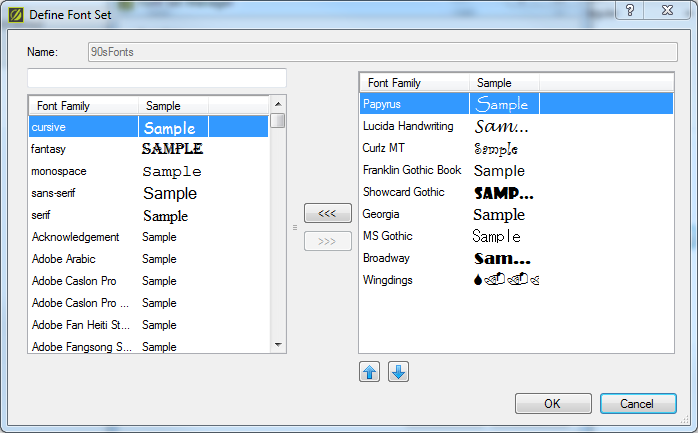 Define Font Set
Name: 90sFonts
Font Family Sample
cursive Sample
fantasy SAMPLE
monospace Sample
sans-serif Sample
serif Sample
Acknowledgement Sample
Adobe Arabic Sample
Adobe Caslon Pro Sample
Adobe Caslon Pro ... Sample
Adobe Fan Heiti St... Sample
Adobe Fangsong S... Sample
<<<
>>>
Font Family Sample
Papyrus Sample
Lucida Handwriting Sam...
Curlz MT Sample
Franklin Gothic Book Sample
Showcard Gothic SAMP...
Georgia Sample
MS Gothic Sample
Broadway Sam...
Wingdings
OK Cancel